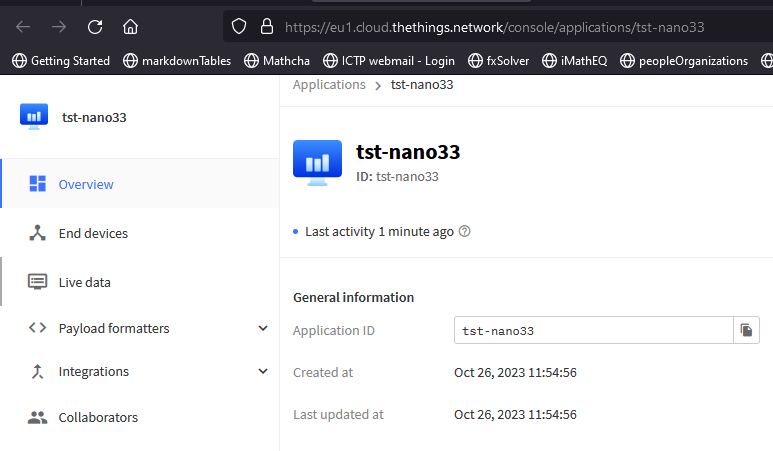 https://eu1.cloud.thethings.network/console/applications/tst-nano33
Getting Started markdownTables Mathcha ICTP webmail - Login fxSolver iMathEQ peopleOrganizations
Applications > tst-nano33
tst-nano33
tst-nano33
ID: tst-nano33
Overview
Last activity 1 minute ago
End devices
Live data
General information
Payload formatters
Application ID tst-nano33
Integrations
Created at Oct 26, 2023 11:54:56
Collaborators
Last updated at Oct 26, 2023 11:54:56